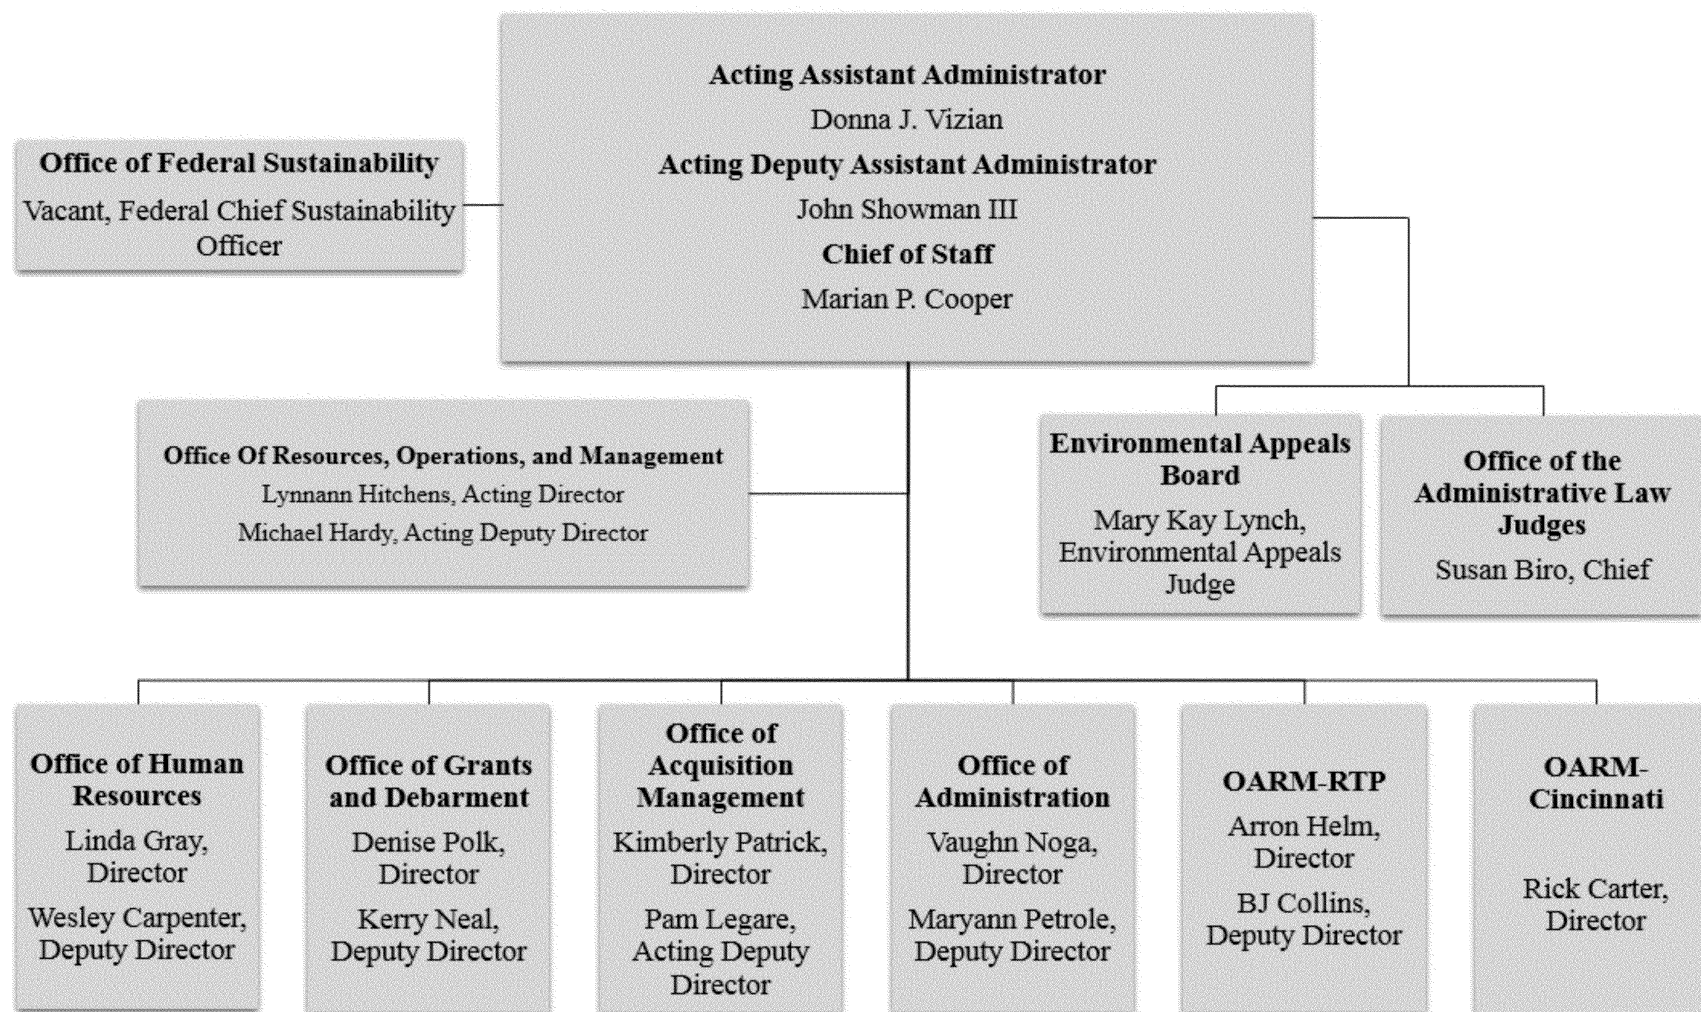 Acting Assistant Administrator
Donna J. Vizian
Acting Deputy Assistant Administrator
John Showman III
Chief of Staff
Marian P. Cooper
Office of Federal Sustainability
Vacant, Federal Chief Sustainability
Officer
Office Of Resources, Operations, and Management
Lynnann Hitchens, Acting Director
Michael Hardy, Acting Deputy Director
Environmental Appeals
Board
Mary Kay Lynch,
Environmental Appeals
Judge
Office of the
Administrative Law
Judges
Susan Biro, Chief
Office of Human
Resources
Linda Gray,
Director
Wesley Carpenter,
Deputy Director
Office of Grants
and Debarment
Denise Polk,
Director
Kerry Neal,
Deputy Director
Office of
Acquisition
Management
Kimberly Patrick,
Director
Pam Legare,
Acting Deputy
Director
Office of
Administration
Vaughn Noga,
Director
Maryann Petrole,
Deputy Director
OARM-RTP
Arron Helm,
Director
BJ Collins,
Deputy Director
OARM-
Cincinnati
Rick Carter,
Director